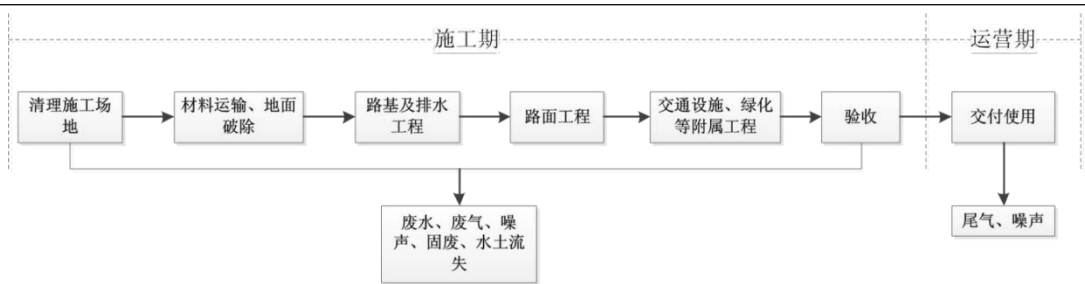 施工期
运营期
清理施工场
地
材料运输、地面
破除
路基及排水
工程
路面工程
交通设施、绿化
等附属工程
验收
交付使用
废水、废气、噪
声、固废、水土流
失
尾气、噪声